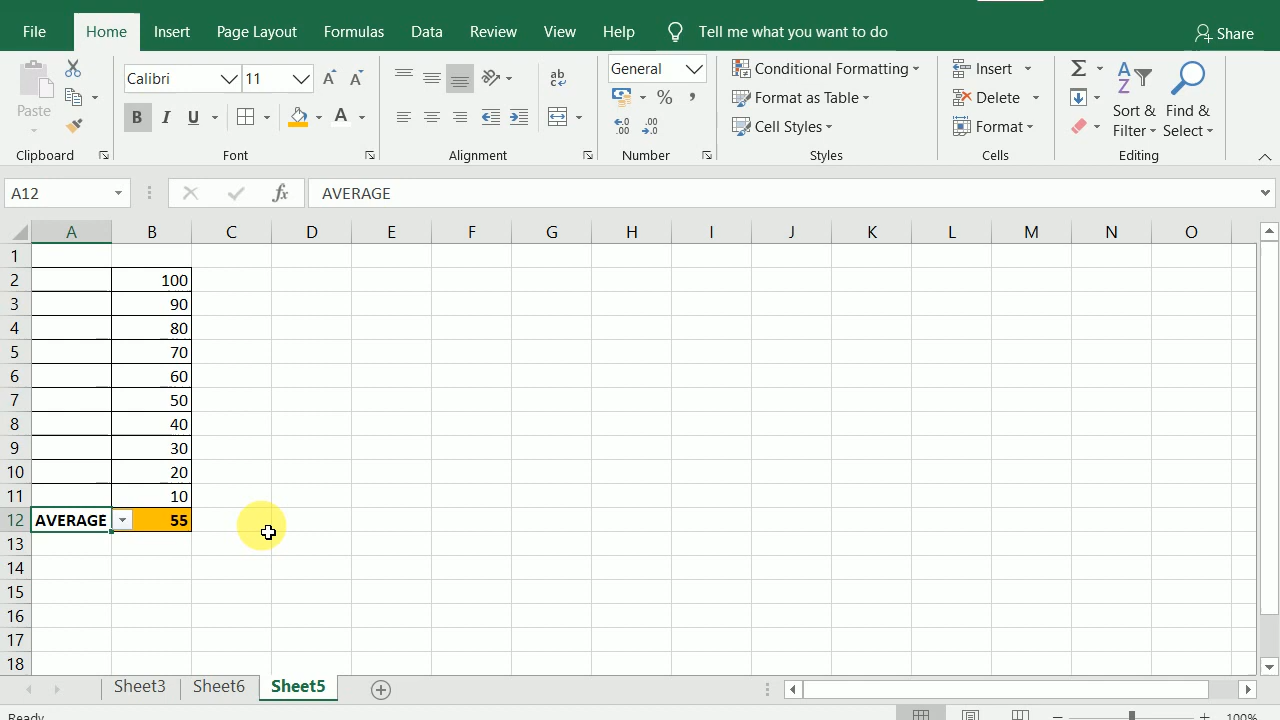 File Home Insert Page Layout Formulas Data Review View Help Tell me what you want to do Share
Calibri 11 ab General Conditional Formatting Insert Σ A
Paste Format as Table Delete Z Sort & Find &
B I U A % , Cell Styles Format Filter Select
Clipboard Font Alignment Number Styles Cells Editing
A12 fx AVERAGE
A B C D E F G H I J K L M N O
1
2 100
3 90
4 80
5 70
6 60
7 50
8 40
9 30
10 20
11 10
12 AVERAGE 55
13
14
15
16
17
18
Sheet3 Sheet6 Sheet5
Ready 100%